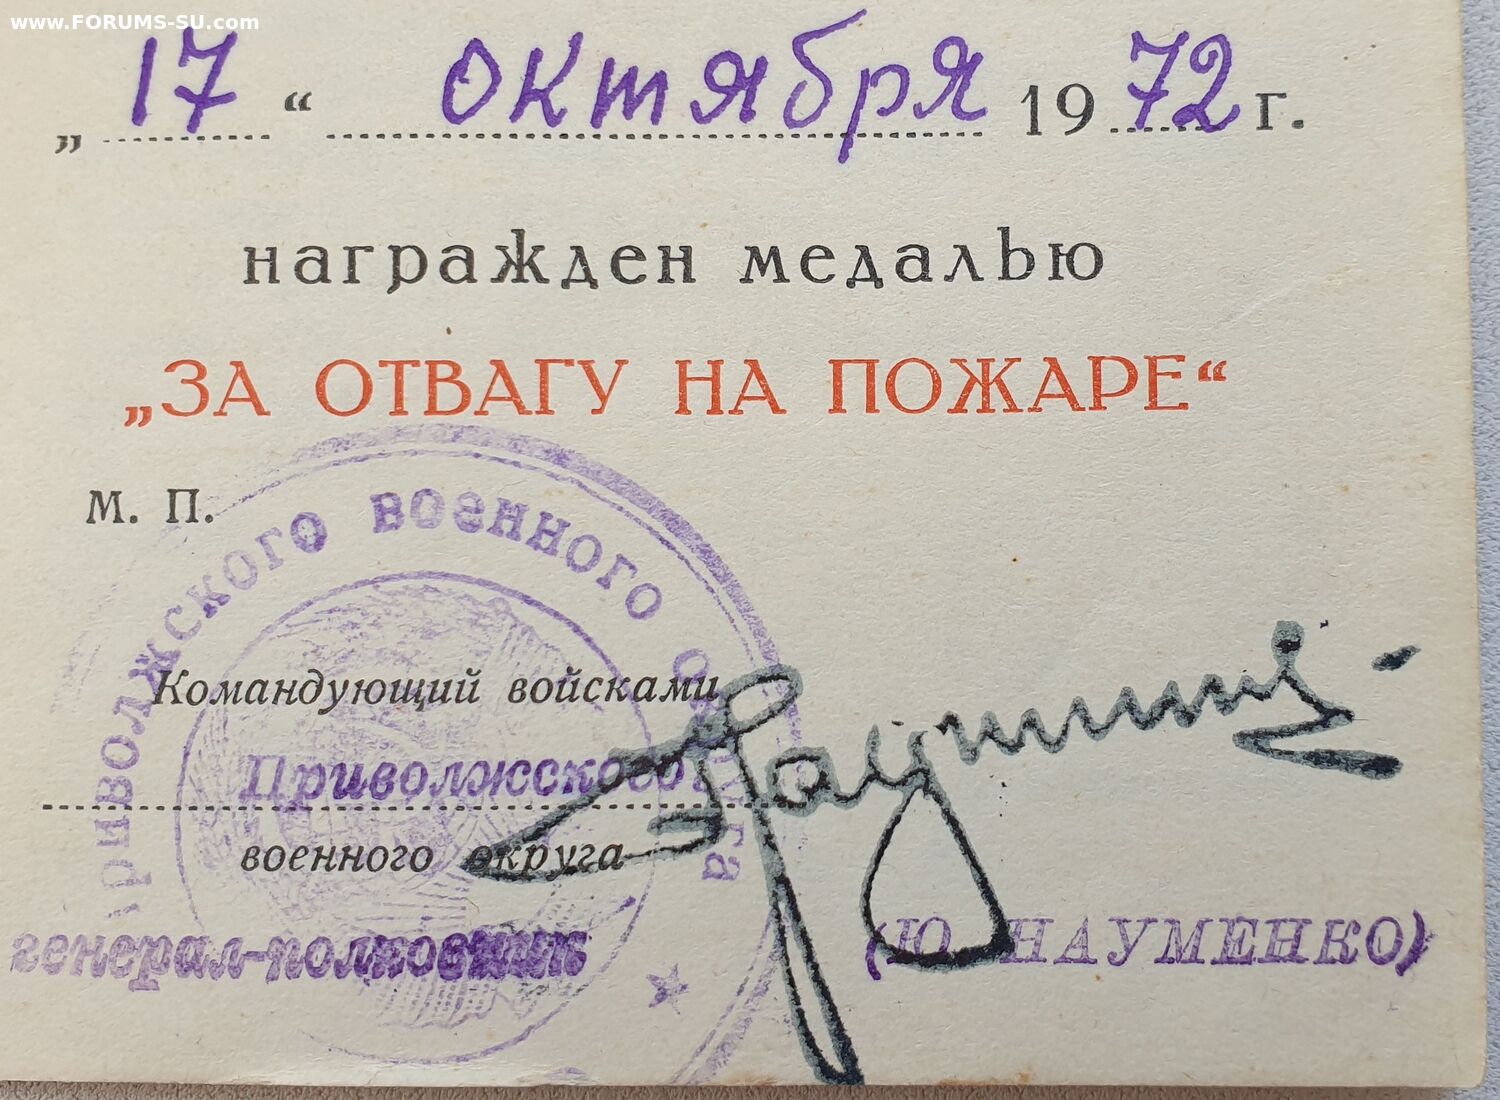 www.FORUMS-SU.com
„17“ октября 1972 г.
награжден медалью
„ЗА ОТВАГУ НА ПОЖАРЕ“
М. П.
Приволжского военного округа
Командующий войсками
Приволжского
военного округа
генерал-полковник (Ю. НАУМЕНКО)